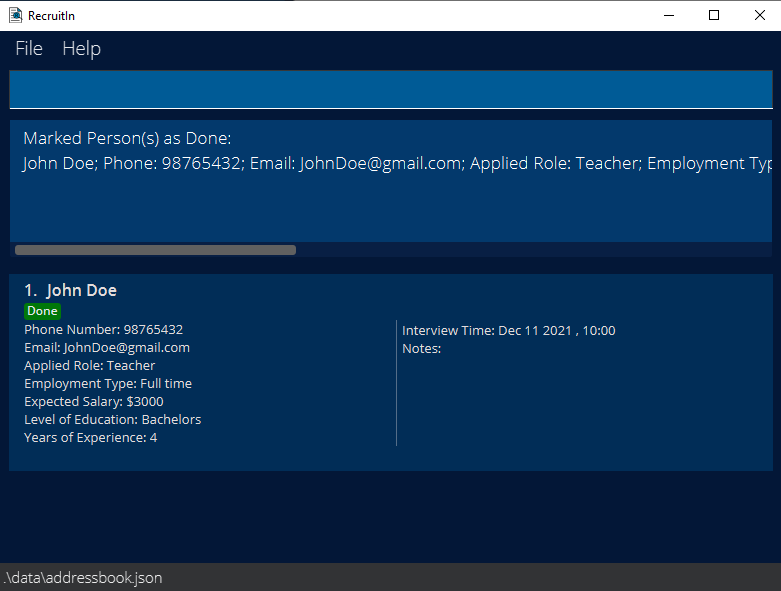 RecruitIn
File Help
Marked Person(s) as Done:
John Doe; Phone: 98765432; Email: JohnDoe@gmail.com; Applied Role: Teacher; Employment Typ
1. John Doe
Done
Phone Number: 98765432
Email: JohnDoe@gmail.com
Applied Role: Teacher
Employment Type: Full time
Expected Salary: $3000
Level of Education: Bachelors
Years of Experience: 4
Interview Time: Dec 11 2021 , 10:00
Notes:
.\data\addressbook.json